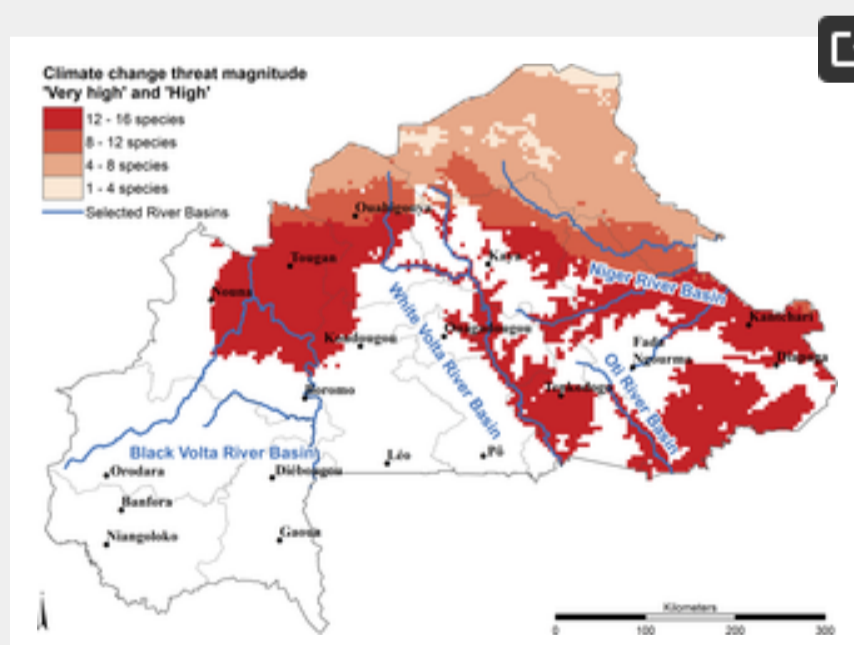 Climate change threat magnitude
'Very high' and 'High'
12 - 16 species
8 - 12 species
4 - 8 species
1 - 4 species
Selected River Basins
Ouahigouya
Tougan
Kaya
Nouna
Niger River Basin
Kantchari
White Volta River Basin
Koudougou
Ouagadougou
Fada
Ngourma
Diapaga
Oti River Basin
Boromo
Tenkodogo
Black Volta River Basin
Léo
Pô
Orodara
Diébougou
Banfora
Niangoloko
Gaoua
Kilometers
0 100 200 300